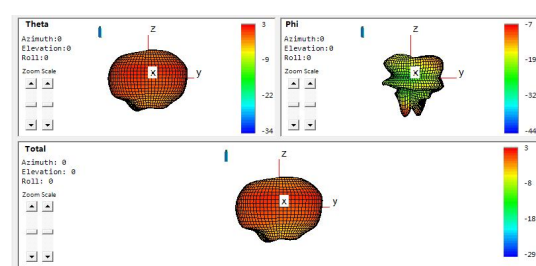 Theta
Azimuth:0
Elevation:0
Roll:0
Zoom Scale
z
x
y
3
-9
-22
-34
Phi
Azimuth:0
Elevation:0
Roll:0
Zoom Scale
z
x
y
-7
-19
-32
-44
Total
Azimuth: 0
Elevation: 0
Roll: 0
Zoom Scale
z
x
y
3
-8
-18
-29